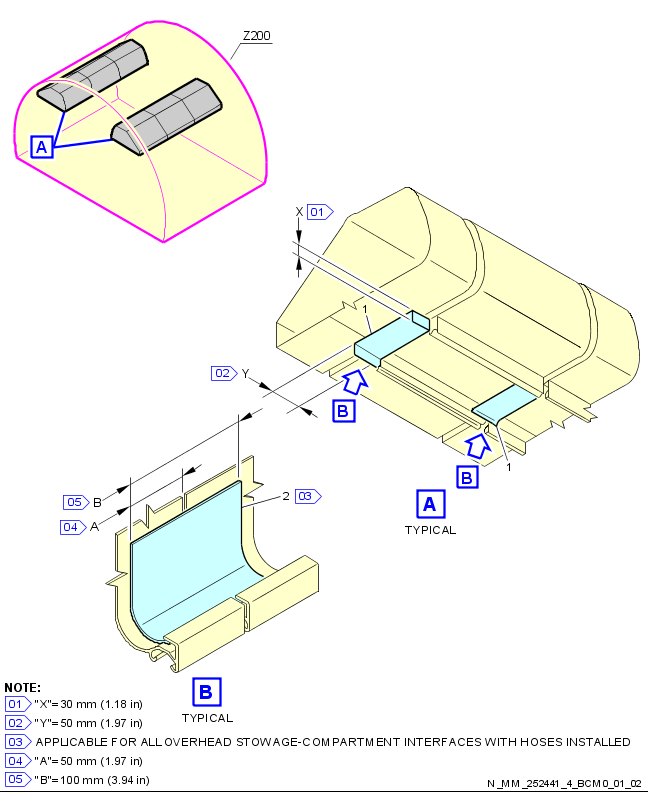 Z200
A
X 01
1
02 Y
B
B
1
05 B
2 03
04 A
A
TYPICAL
B
TYPICAL
NOTE:
01 "X"=30 mm (1.18 in)
02 "Y"=50 mm (1.97 in)
03 APPLICABLE FOR ALL OVERHEAD STOWAGE-COMPARTMENT INTERFACES WITH HOSES INSTALLED
04 "A"=50 mm (1.97 in)
05 "B"=100 mm (3.94 in)
N_MM_252441_4_BCM0_01_02